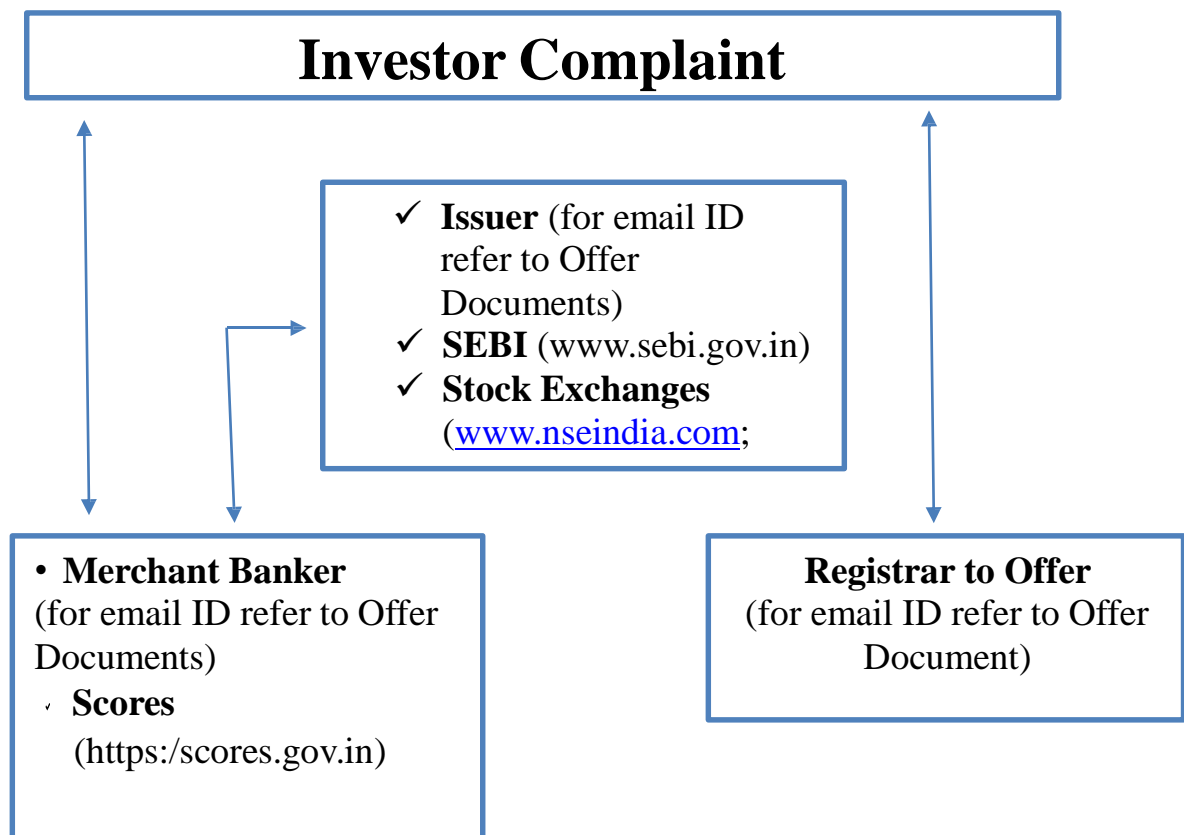 Investor Complaint
✓ Issuer (for email ID
refer to Offer
Documents)
✓ SEBI (www.sebi.gov.in)
✓ Stock Exchanges
(www.nseindia.com;
• Merchant Banker
(for email ID refer to Offer
Documents)
✓ Scores
(https:/scores.gov.in)
Registrar to Offer
(for email ID refer to Offer
Document)